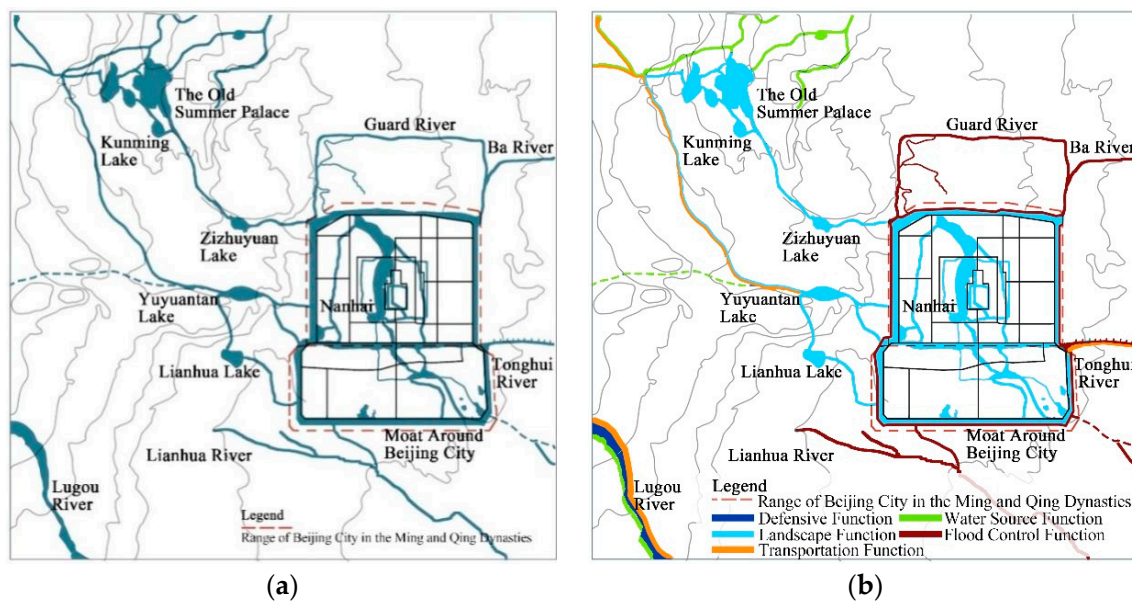 The Old
Summer Palace
Kunming
Lake
Guard River
Ba River
Zizhuyuan
Lake
Yuyuantan
Lake
Nanhai
Lianhua Lake
Tonghui
River
Moat Around
Beijing City
Lianhua River
Lugou
River
Legend
Range of Beijing City in the Ming and Qing Dynasties
(a)
The Old
Summer Palace
Kunming
Lake
Guard River
Ba River
Zizhuyuan
Lake
Yuyuantan
Lake
Nanhai
Lianhua Lake
Tonghui
River
Moat Around
Beijing City
Lianhua River
Lugou
River
Legend
Range of Beijing City in the Ming and Qing Dynasties
Defensive Function
Water Source Function
Landscape Function
Flood Control Function
Transportation Function
(b)